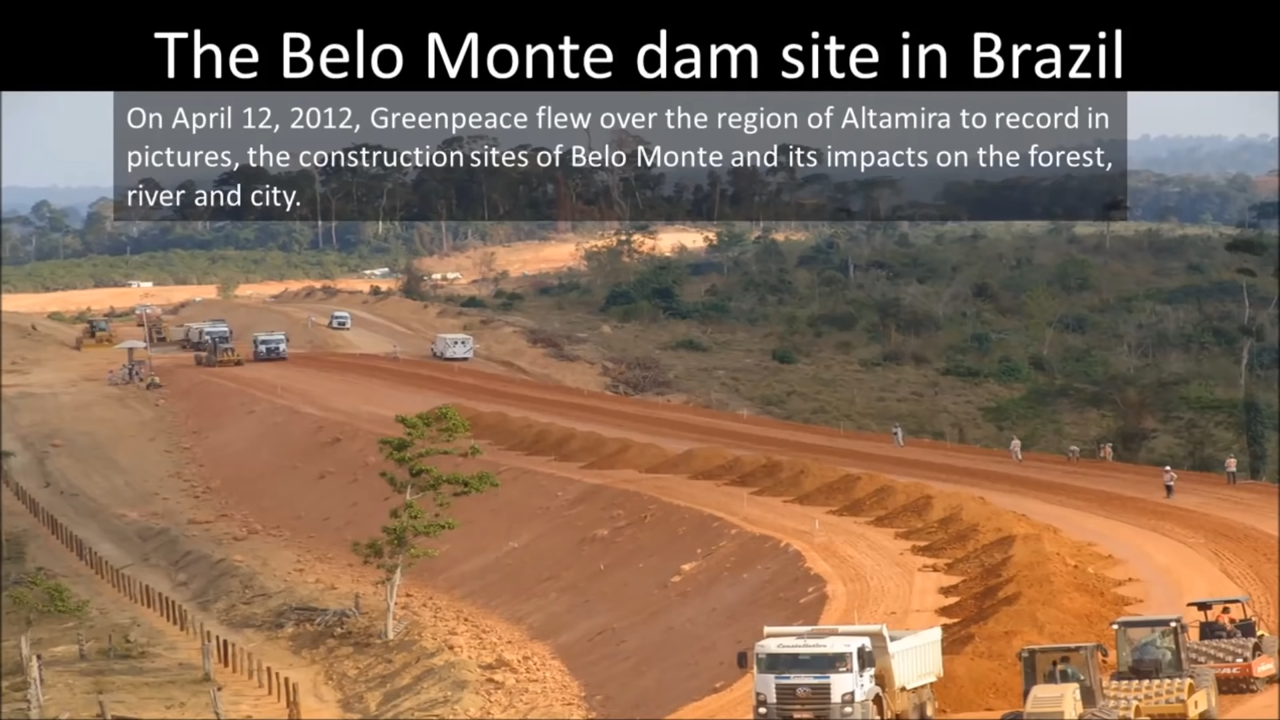 The Belo Monte dam site in Brazil
On April 12, 2012, Greenpeace flew over the region of Altamira to record in
pictures, the construction sites of Belo Monte and its impacts on the forest,
river and city.
Constellation